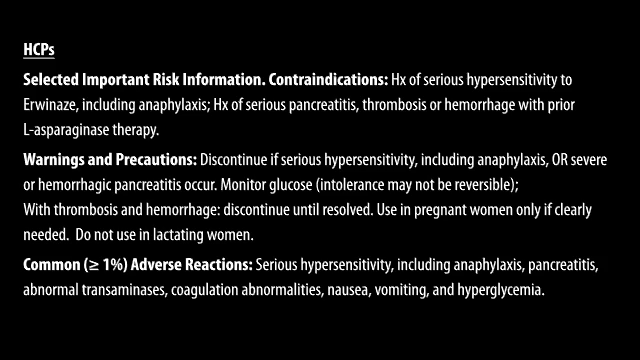 HCPs
Selected Important Risk Information. Contraindications: Hx of serious hypersensitivity to
Erwinaze, including anaphylaxis; Hx of serious pancreatitis, thrombosis or hemorrhage with prior
L-asparaginase therapy.
Warnings and Precautions: Discontinue if serious hypersensitivity, including anaphylaxis, OR severe
or hemorrhagic pancreatitis occur. Monitor glucose (intolerance may not be reversible);
With thrombosis and hemorrhage: discontinue until resolved. Use in pregnant women only if clearly
needed. Do not use in lactating women.
Common (≥ 1%) Adverse Reactions: Serious hypersensitivity, including anaphylaxis, pancreatitis,
abnormal transaminases, coagulation abnormalities, nausea, vomiting, and hyperglycemia.